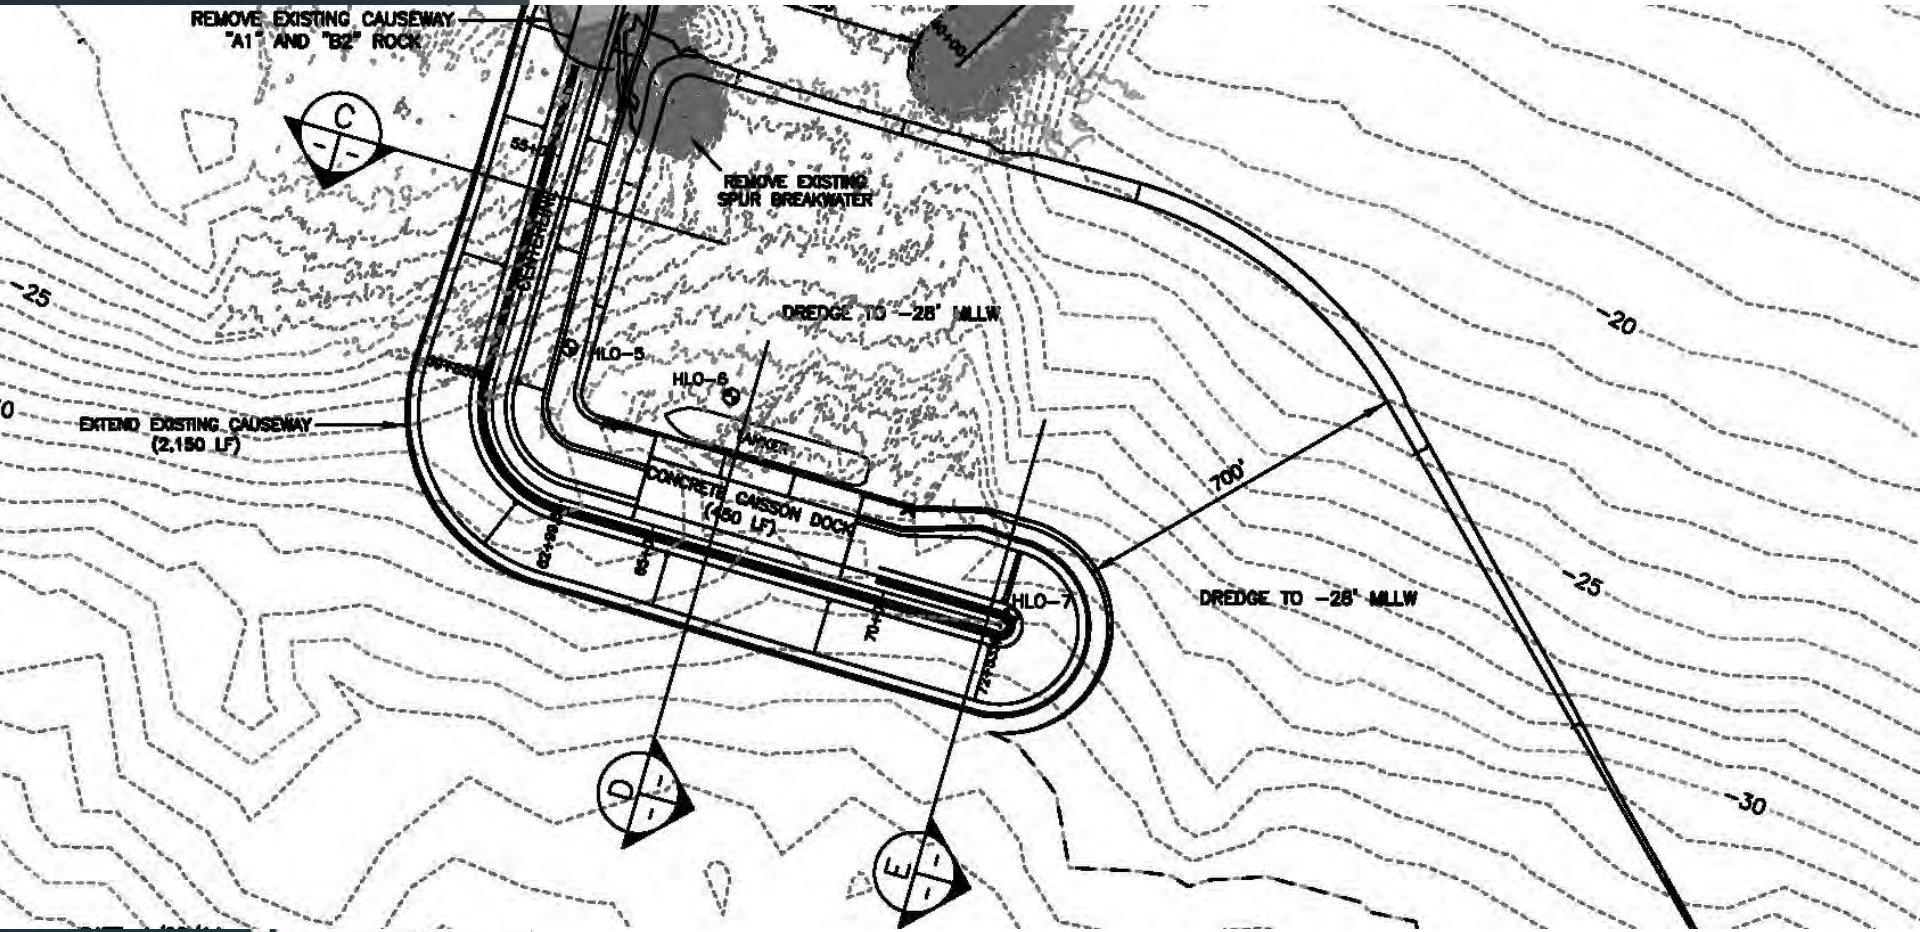 REMOVE EXISTING CAUSEWAY
"A1" AND "B2" ROCK
40+00
C
REMOVE EXISTING
SPUR BREAKWATER
CENTERLINE
-25
DREDGE TO -28' MLLW
-20
HLO-5
HLO-6
EXTEND EXISTING CAUSEWAY
(2,150 LF)
TANKER
700'
CONCRETE CAISSON DOCK
(450 LF)
-25
HLO-7
DREDGE TO -28' MLLW
D
-30
E